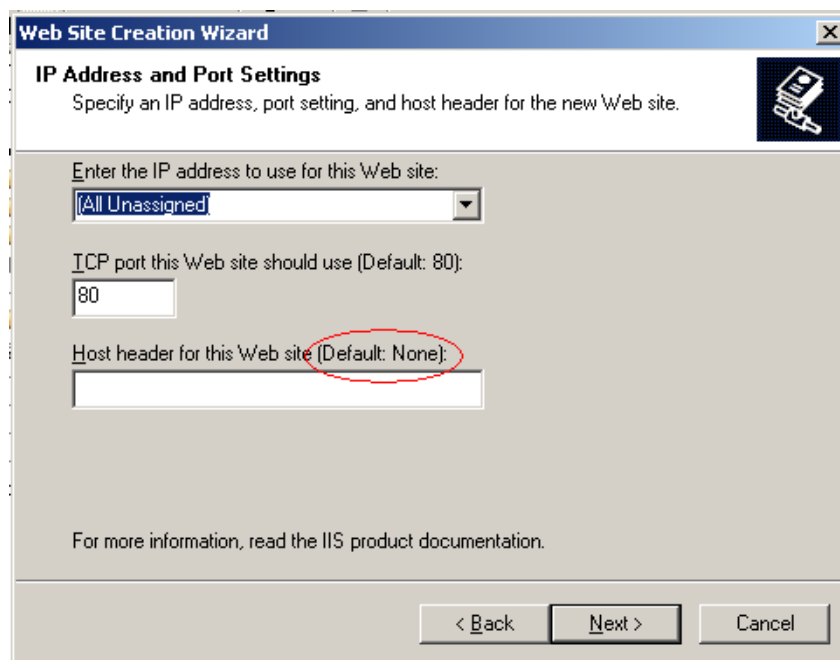 Web Site Creation Wizard
IP Address and Port Settings
Specify an IP address, port setting, and host header for the new Web site.
Enter the IP address to use for this Web site:
(All Unassigned)
TCP port this Web site should use (Default: 80):
80
Host header for this Web site (Default: None):
For more information, read the IIS product documentation.
< Back Next > Cancel